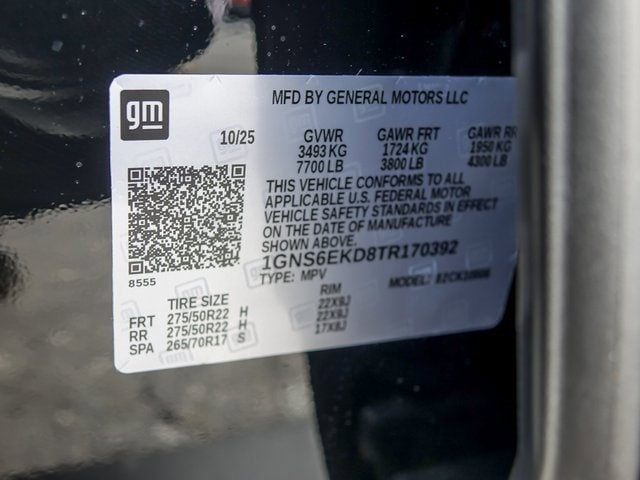 gm
MFD BY GENERAL MOTORS LLC
10/25 GVWR GAWR FRT GAWR RR
3493 KG 1724 KG 1950 KG
7700 LB 3800 LB 4300 LB
THIS VEHICLE CONFORMS TO ALL
APPLICABLE U.S. FEDERAL MOTOR
VEHICLE SAFETY STANDARDS IN EFFECT
ON THE DATE OF MANUFACTURE
SHOWN ABOVE.
1GNS6EKD8TR170392
8555
TYPE: MPV MODEL:
TIRE SIZE RIM
FRT 275/50R22 H 22X9J
RR 275/50R22 H 22X9J
SPA 265/70R17 S 17X8J